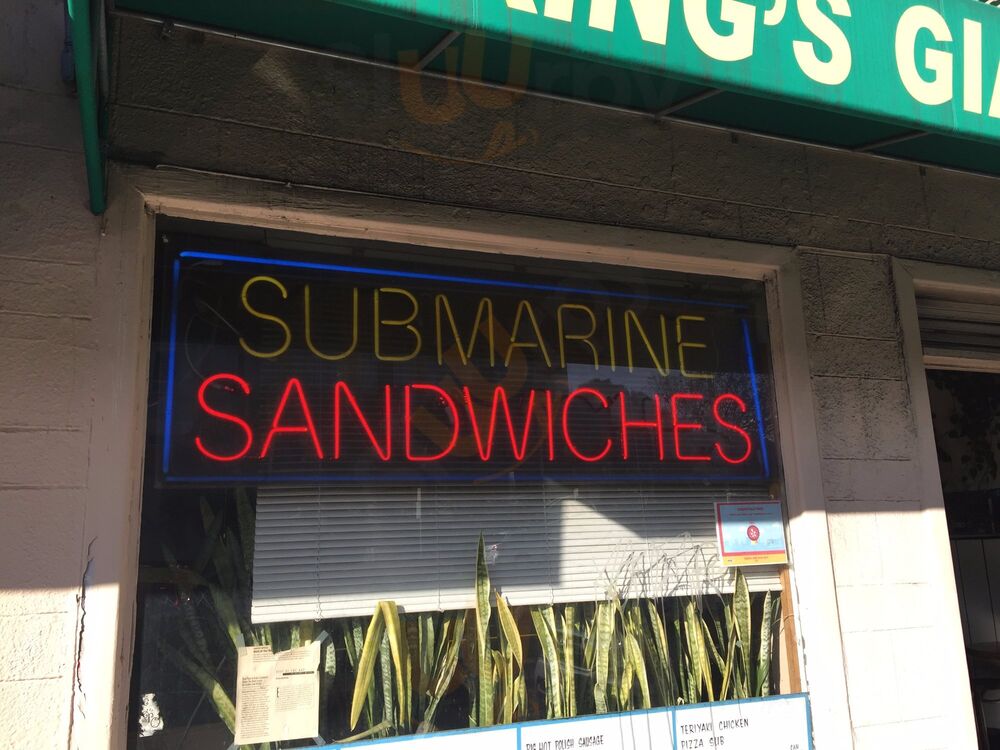 ING'S GIA
SUBMARINE
SANDWICHES
BIG HOT POLISH SAUSAGE
TERIYAKI CHICKEN
PIZZA SUB